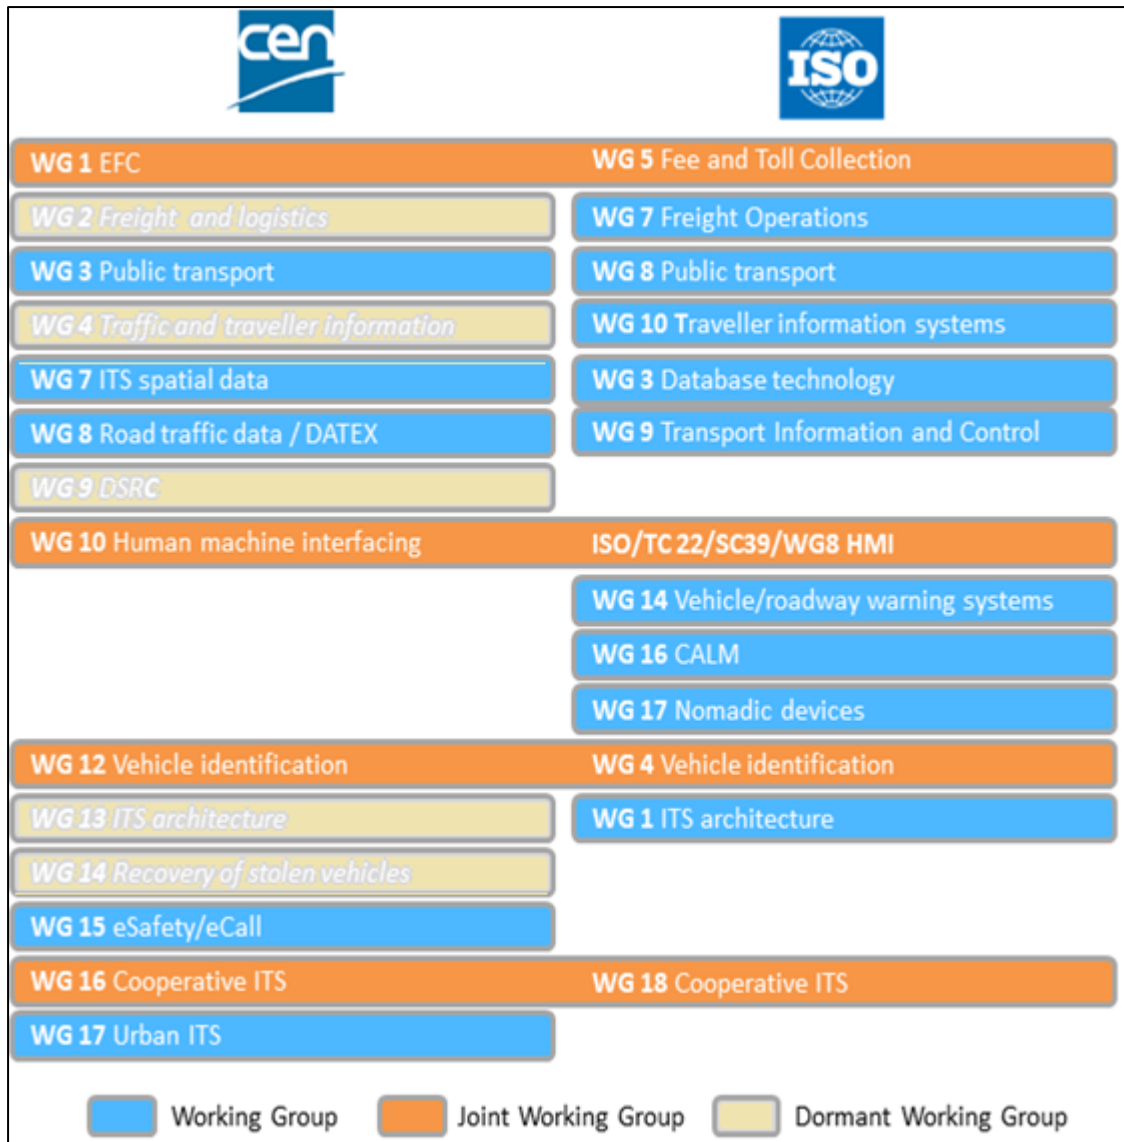 cen
ISO
WG 1 EFC
WG 5 Fee and Toll Collection
WG 2 Freight and logistics
WG 7 Freight Operations
WG 3 Public transport
WG 8 Public transport
WG 4 Traffic and traveller information
WG 10 Traveller information systems
WG 7 ITS spatial data
WG 3 Database technology
WG 8 Road traffic data / DATEX
WG 9 Transport Information and Control
WG 9 DSRC
WG 10 Human machine interfacing
ISO/TC 22/SC39/WG8 HMI
WG 14 Vehicle/roadway warning systems
WG 16 CALM
WG 17 Nomadic devices
WG 12 Vehicle identification
WG 4 Vehicle identification
WG 13 ITS architecture
WG 1 ITS architecture
WG 14 Recovery of stolen vehicles
WG 15 eSafety/eCall
WG 16 Cooperative ITS
WG 18 Cooperative ITS
WG 17 Urban ITS
Working Group
Joint Working Group
Dormant Working Group